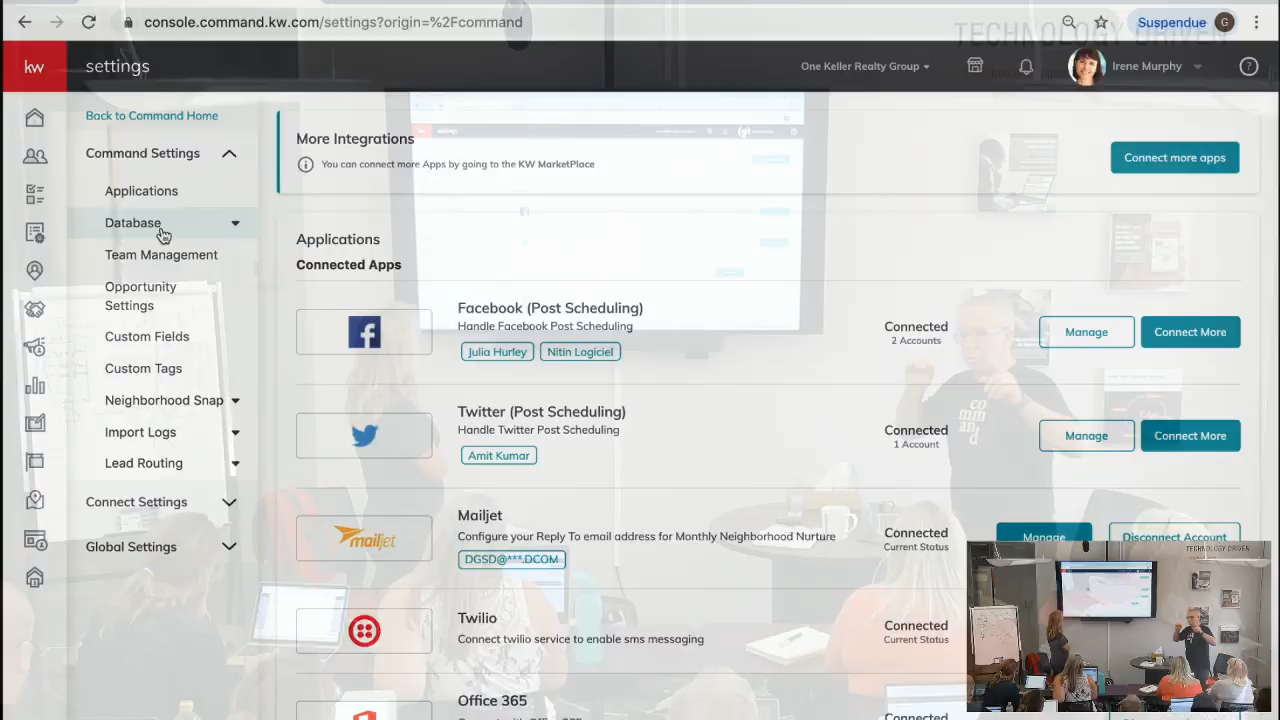 console.command.kw.com/settings?origin=%2Fcommand
Suspendue
G
TECHNOLOGY DRIVEN
kw
settings
One Keller Realty Group
Irene Murphy
?
Back to Command Home
Command Settings
Applications
Database
Team Management
Opportunity
Settings
Custom Fields
Custom Tags
Neighborhood Snap
Import Logs
Lead Routing
Connect Settings
Global Settings
More Integrations
You can connect more Apps by going to the KW MarketPlace
Connect more apps
Applications
Connected Apps
Facebook (Post Scheduling)
Handle Facebook Post Scheduling
Julia Hurley
Nitin Logiciel
Connected
2 Accounts
Manage
Connect More
Twitter (Post Scheduling)
Handle Twitter Post Scheduling
Amit Kumar
Connected
1 Account
Manage
Connect More
mailjet
Mailjet
Configure your Reply To email address for Monthly Neighborhood Nurture
DGSD@***.DCOM
Connected
Current Status
Manage
Disconnect Account
Twilio
Connect twilio service to enable sms messaging
Connected
Current Status
Office 365
Connected
com
mand
TECHNOLOGY DRIVEN